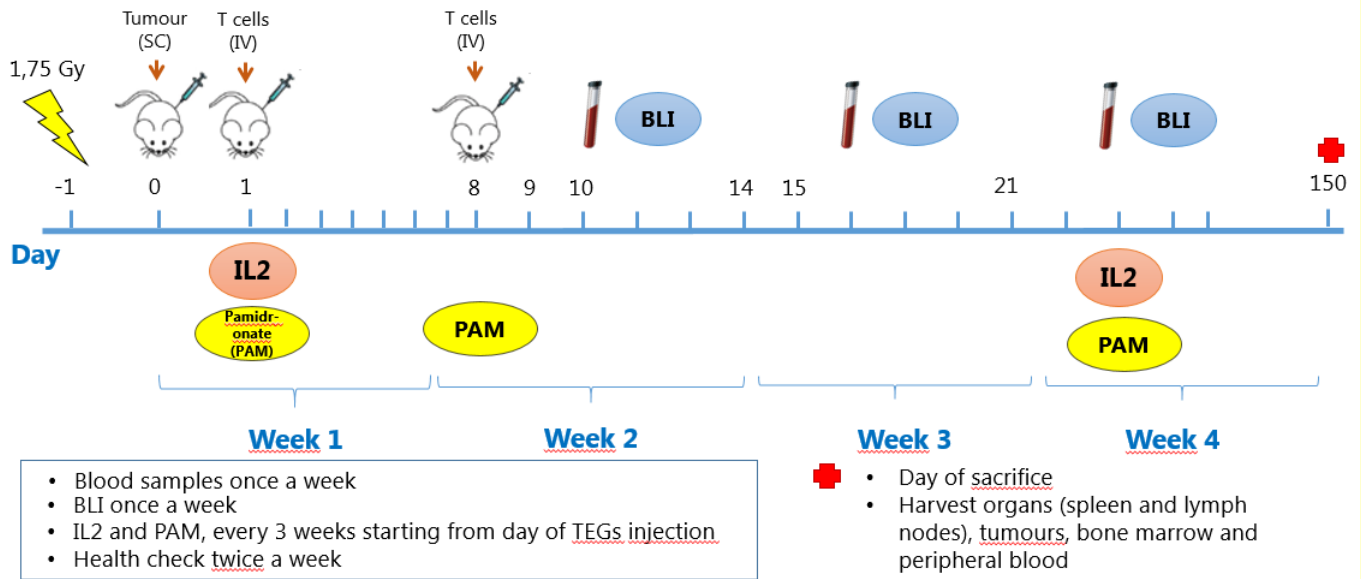 Tumour
(SC)
T cells
(IV)
T cells
(IV)
1,75 Gy
BLI
BLI
BLI
-1
0
1
8
9
10
14
15
21
150
Day
IL2
IL2
Pamidr-
onate
(PAM)
PAM
PAM
Week 1
Week 2
Week 3
Week 4
• Blood samples once a week
• BLI once a week
• IL2 and PAM, every 3 weeks starting from day of TEGs injection
• Health check twice a week
• Day of sacrifice
• Harvest organs (spleen and lymph
nodes), tumours, bone marrow and
peripheral blood